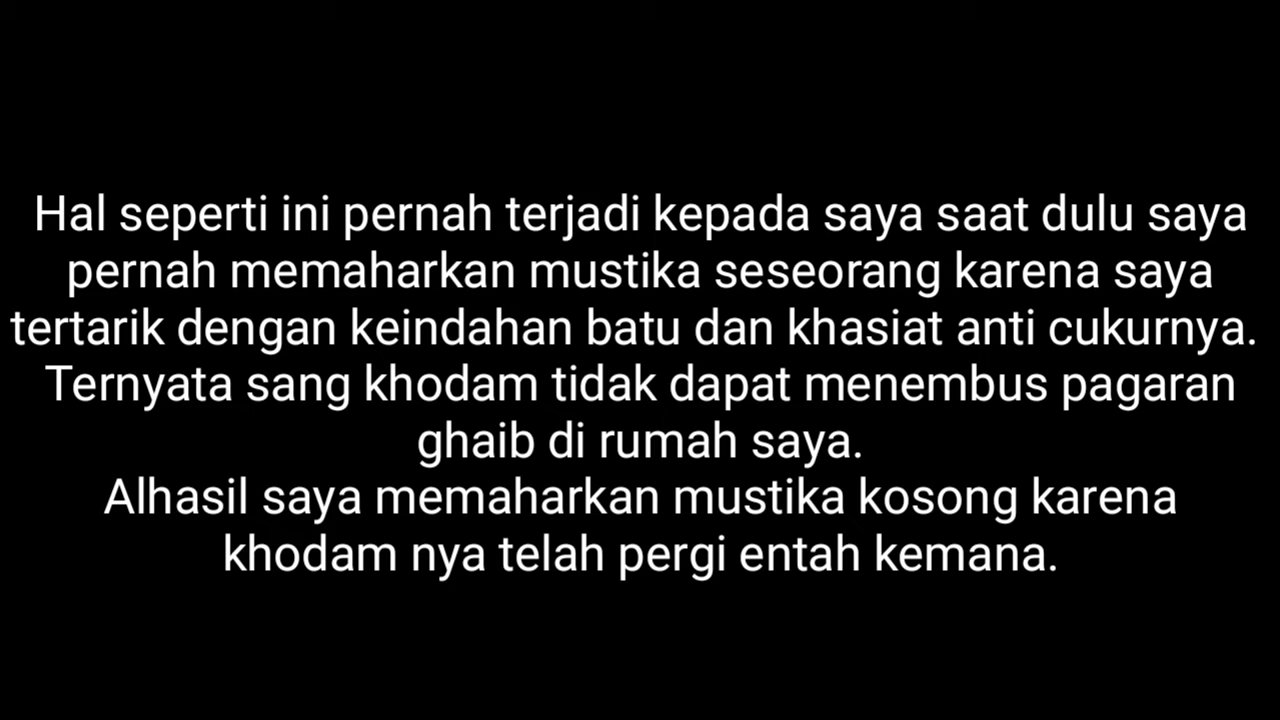 Hal seperti ini pernah terjadi kepada saya saat dulu saya
pernah memaharkan mustika seseorang karena saya
tertarik dengan keindahan batu dan khasiat anti cukurnya.
Ternyata sang khodam tidak dapat menembus pagaran
ghaib di rumah saya.
Alhasil saya memaharkan mustika kosong karena
khodam nya telah pergi entah kemana.